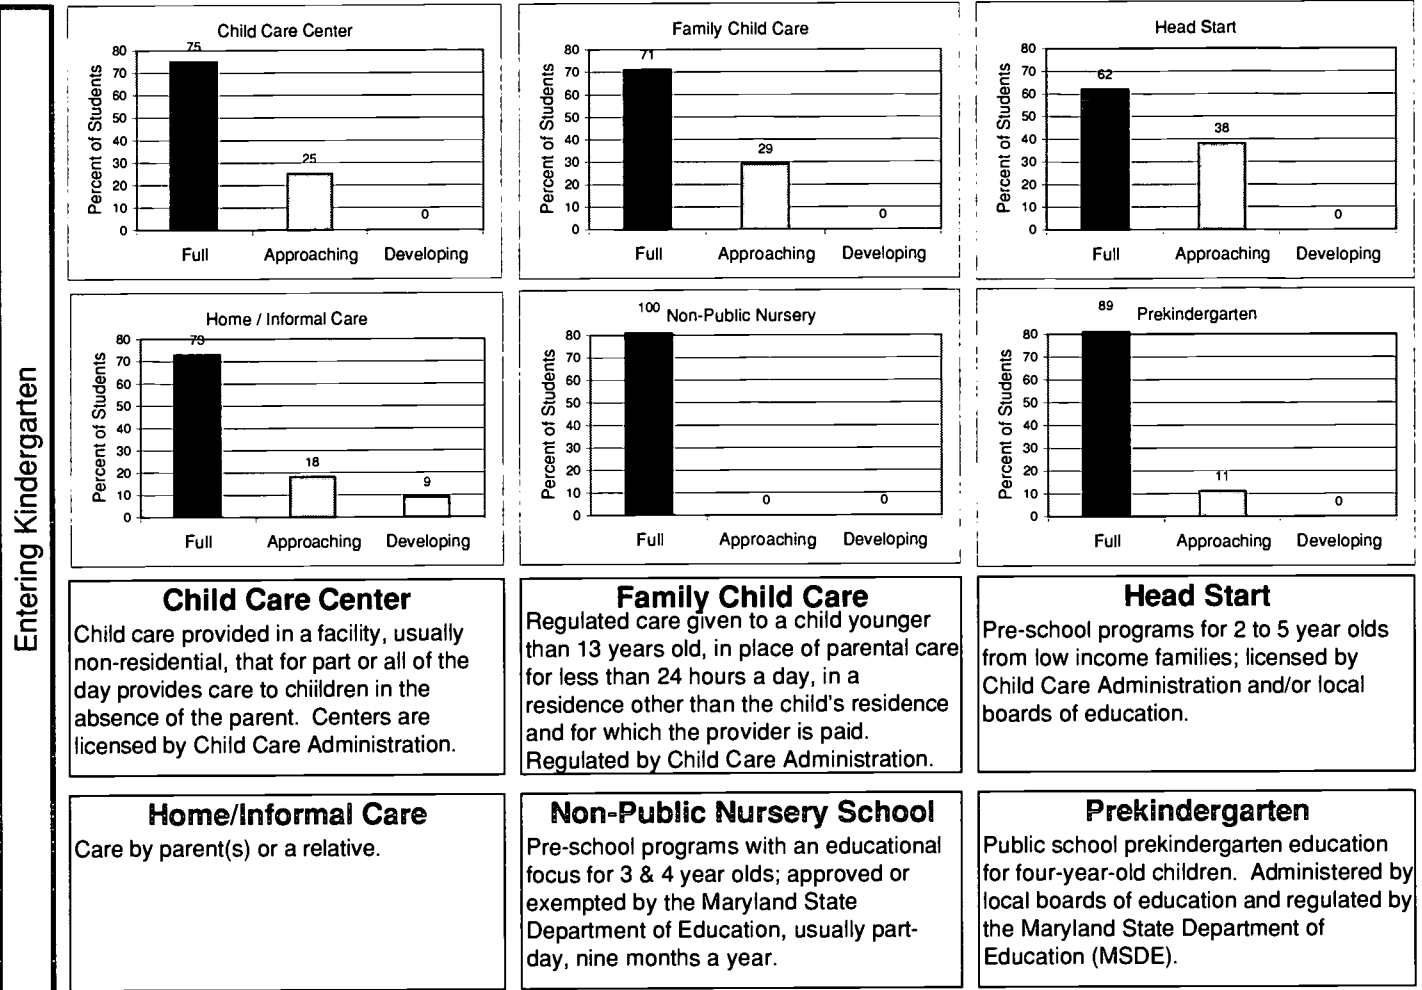 Entering Kindergarten
Child Care Center
Percent of Students
80
70
60
50
40
30
20
10
0
75
25
0
Full Approaching Developing
Family Child Care
Percent of Students
80
70
60
50
40
30
20
10
0
71
29
0
Full Approaching Developing
Head Start
Percent of Students
80
70
60
50
40
30
20
10
0
62
38
0
Full Approaching Developing
Home / Informal Care
Percent of Students
80
70
60
50
40
30
20
10
0
73
18
9
Full Approaching Developing
Non-Public Nursery
Percent of Students
80
70
60
50
40
30
20
10
0
100
0
0
Full Approaching Developing
Prekindergarten
Percent of Students
80
70
60
50
40
30
20
10
0
89
11
0
Full Approaching Developing
Child Care Center
Child care provided in a facility, usually
non-residential, that for part or all of the
day provides care to chiildren in the
absence of the parent. Centers are
licensed by Child Care Administration.
Family Child Care
Regulated care given to a child younger
than 13 years old, in place of parental care
for less than 24 hours a day, in a
residence other than the child's residence
and for which the provider is paid.
Regulated by Child Care Administration.
Head Start
Pre-school programs for 2 to 5 year olds
from low income families; licensed by
Child Care Administration and/or local
boards of education.
Home/Informal Care
Care by parent(s) or a relative.
Non-Public Nursery School
Pre-school programs with an educational
focus for 3 & 4 year olds; approved or
exempted by the Maryland State
Department of Education, usually part-
day, nine months a year.
Prekindergarten
Public school prekindergarten education
for four-year-old children. Administered by
local boards of education and regulated by
the Maryland State Department of
Education (MSDE).